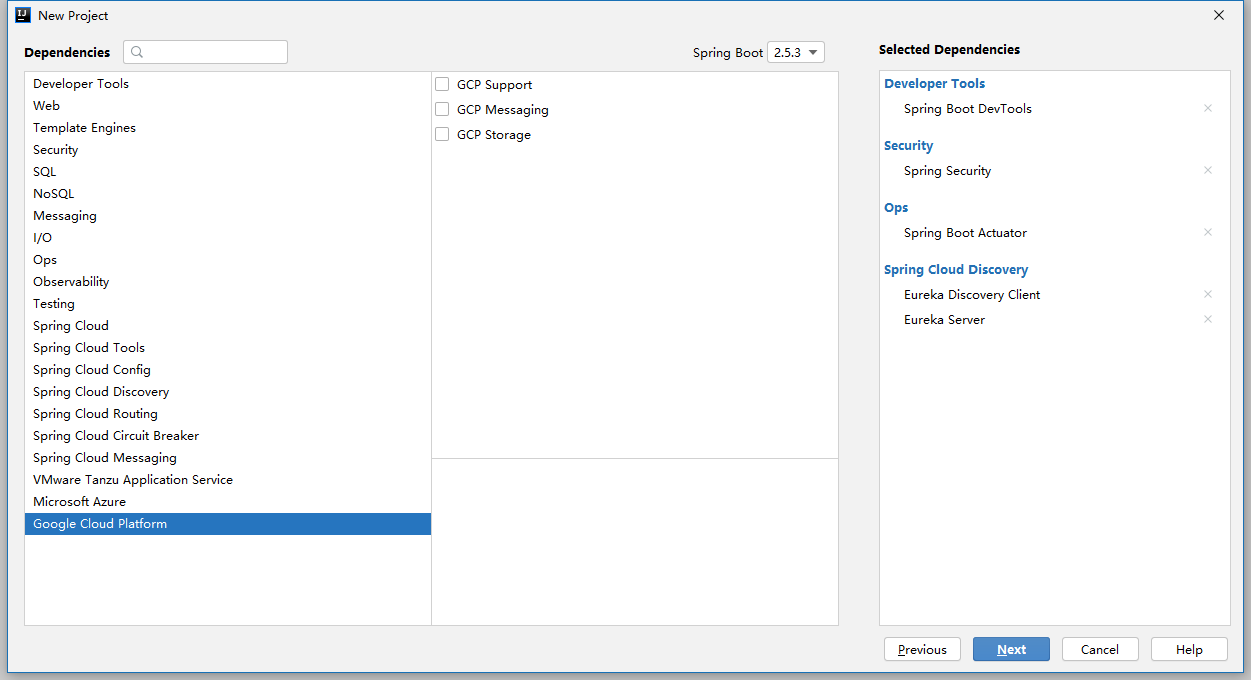 New Project
Dependencies
Spring Boot 2.5.3
Selected Dependencies
Developer Tools
Web
Template Engines
Security
SQL
NoSQL
Messaging
I/O
Ops
Observability
Testing
Spring Cloud
Spring Cloud Tools
Spring Cloud Config
Spring Cloud Discovery
Spring Cloud Routing
Spring Cloud Circuit Breaker
Spring Cloud Messaging
VMware Tanzu Application Service
Microsoft Azure
Google Cloud Platform
GCP Support
GCP Messaging
GCP Storage
Developer Tools
Spring Boot DevTools
Security
Spring Security
Ops
Spring Boot Actuator
Spring Cloud Discovery
Eureka Discovery Client
Eureka Server
Previous
Next
Cancel
Help